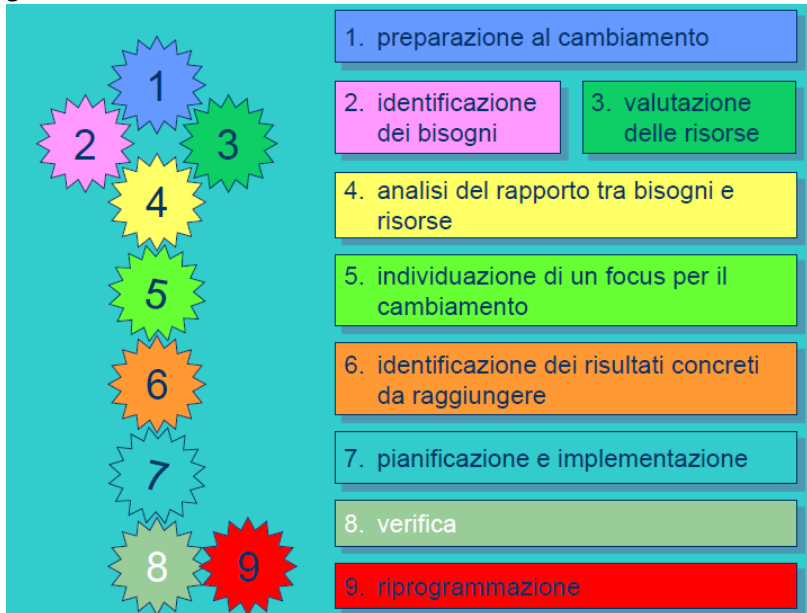 1
2
3
4
5
6
7
8
9
1. preparazione al cambiamento
2. identificazione
dei bisogni
3. valutazione
delle risorse
4. analisi del rapporto tra bisogni e
risorse
5. individuazione di un focus per il
cambiamento
6. identificazione dei risultati concreti
da raggiungere
7. pianificazione e implementazione
8. verifica
9. riprogrammazione